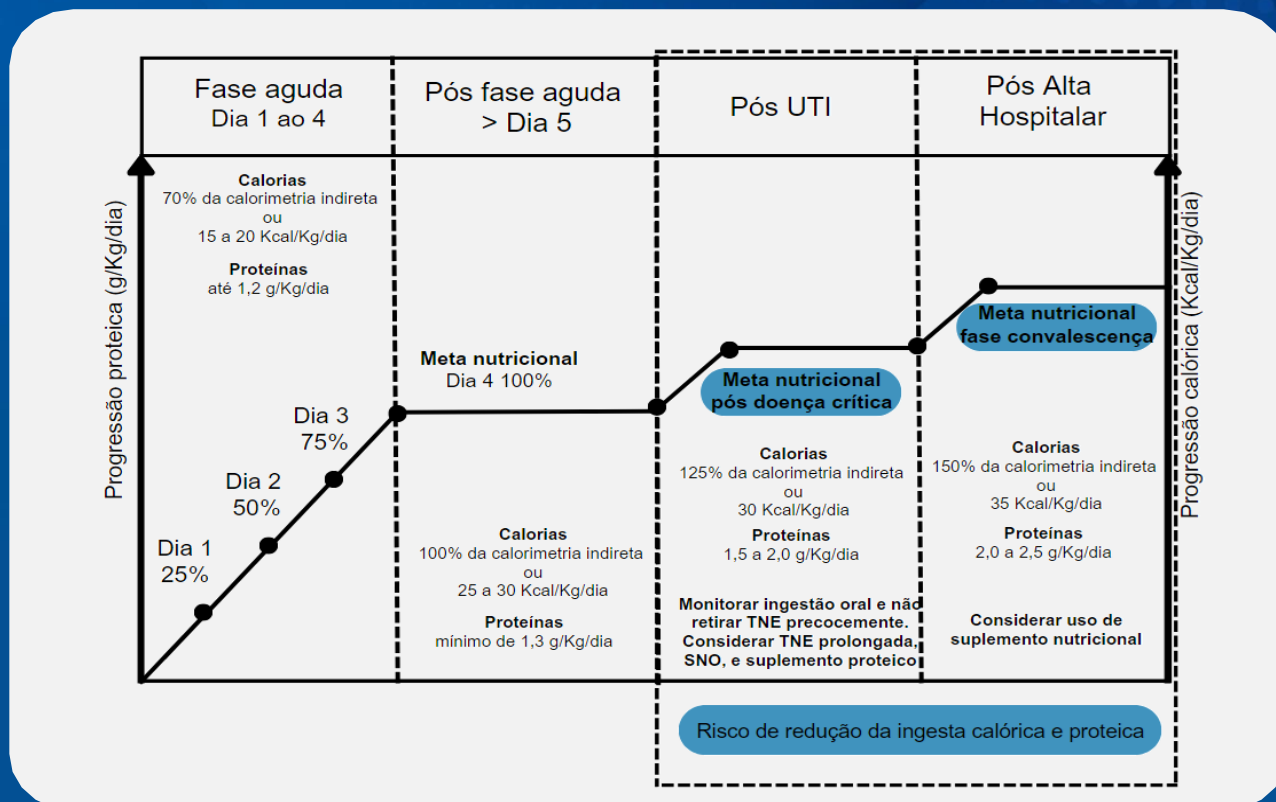 Fase aguda
Dia 1 ao 4
Pós fase aguda
> Dia 5
Pós UTI
Pós Alta
Hospitalar
Progressão proteica (g/Kg/dia)
Calorias
70% da calorimetria indireta
ou
15 a 20 Kcal/Kg/dia
Proteínas
até 1,2 g/Kg/dia
Dia 1
25%
Dia 2
50%
Dia 3
75%
Meta nutricional
Dia 4 100%
Calorias
100% da calorimetria indireta
ou
25 a 30 Kcal/Kg/dia
Proteínas
mínimo de 1,3 g/Kg/dia
Meta nutricional
pós doença crítica
Calorias
125% da calorimetria indireta
ou
30 Kcal/Kg/dia
Proteínas
1,5 a 2,0 g/Kg/dia
Monitorar ingestão oral e não
retirar TNE precocemente.
Considerar TNE prolongada,
SNO, e suplemento proteico
Meta nutricional
fase convalescença
Calorias
150% da calorimetria indireta
ou
35 Kcal/Kg/dia
Proteínas
2,0 a 2,5 g/Kg/dia
Considerar uso de
suplemento nutricional
Progressão calórica (Kcal/Kg/dia)
Risco de redução da ingesta calórica e proteica